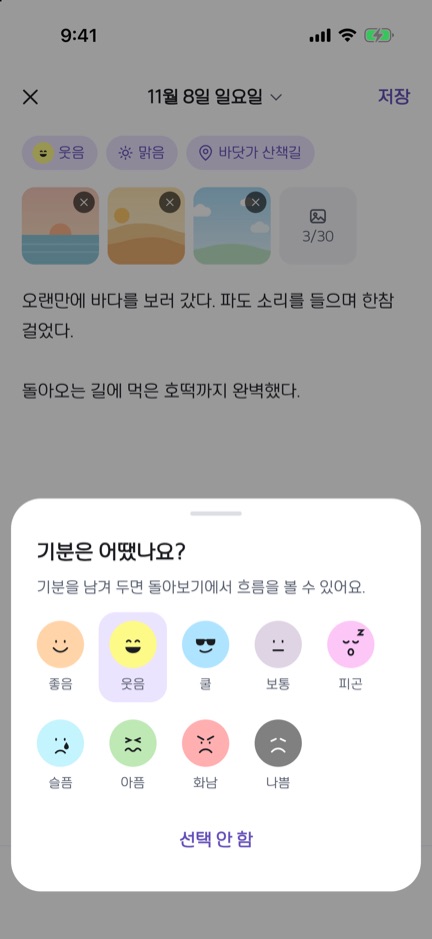 9:41
11월 8일 일요일
저장
웃음
맑음
바닷가 산책길
3/30
오랜만에 바다를 보러 갔다. 파도 소리를 들으며 한참
걸었다.
돌아오는 길에 먹은 호떡까지 완벽했다.
기분은 어땠나요?
기분을 남겨 두면 돌아보기에서 흐름을 볼 수 있어요.
좋음
웃음
쿨
보통
피곤
슬픔
아픔
화남
나쁨
선택 안 함